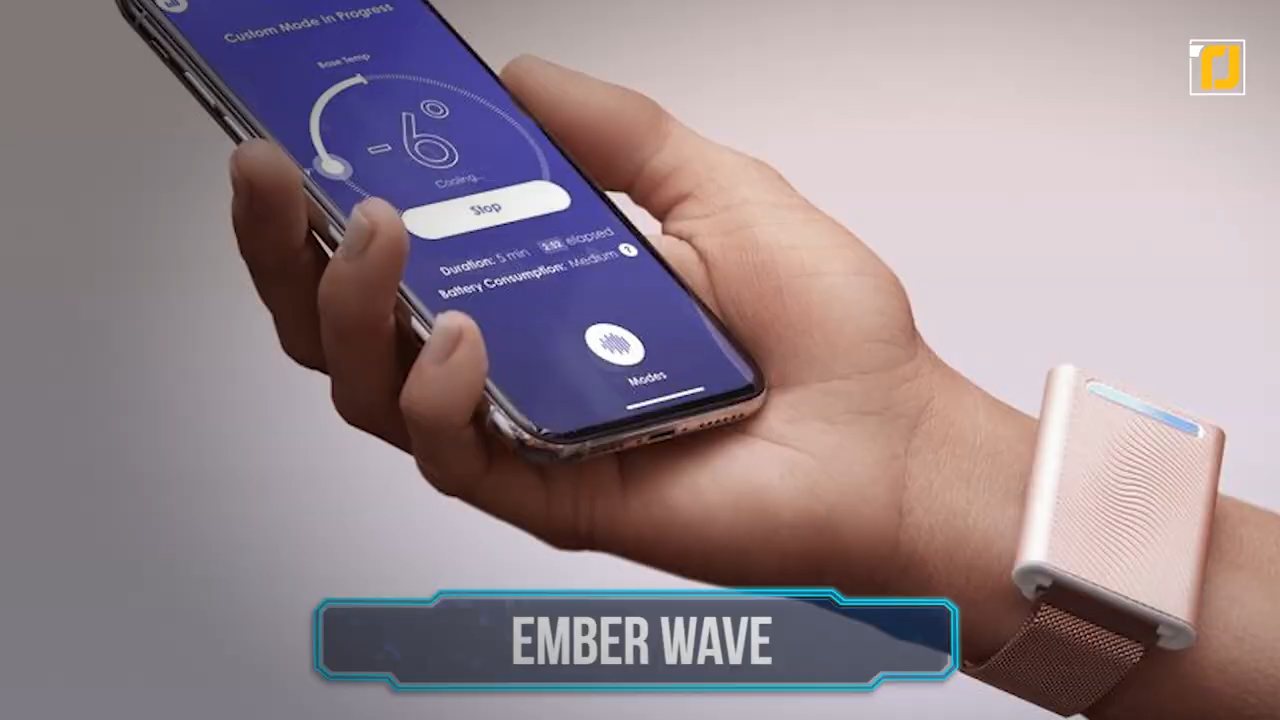 Custom Mode in Progress
Base Temp
-6°
Cooling...
Stop
Duration: 5 min 2:52 elapsed
Battery Consumption: Medium ?
Modes
EMBER WAVE